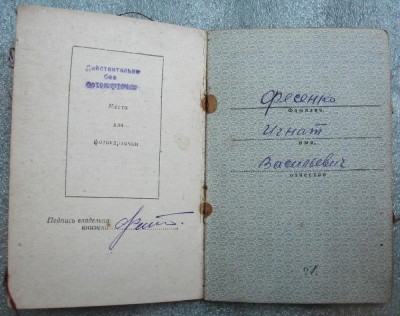 Действительно
без
фотокарточки
Место
для
фотокарточки
Подпись владельца
книжки
Фесенко
фамилия,
Игнат
имя,
Васильевич
отчество